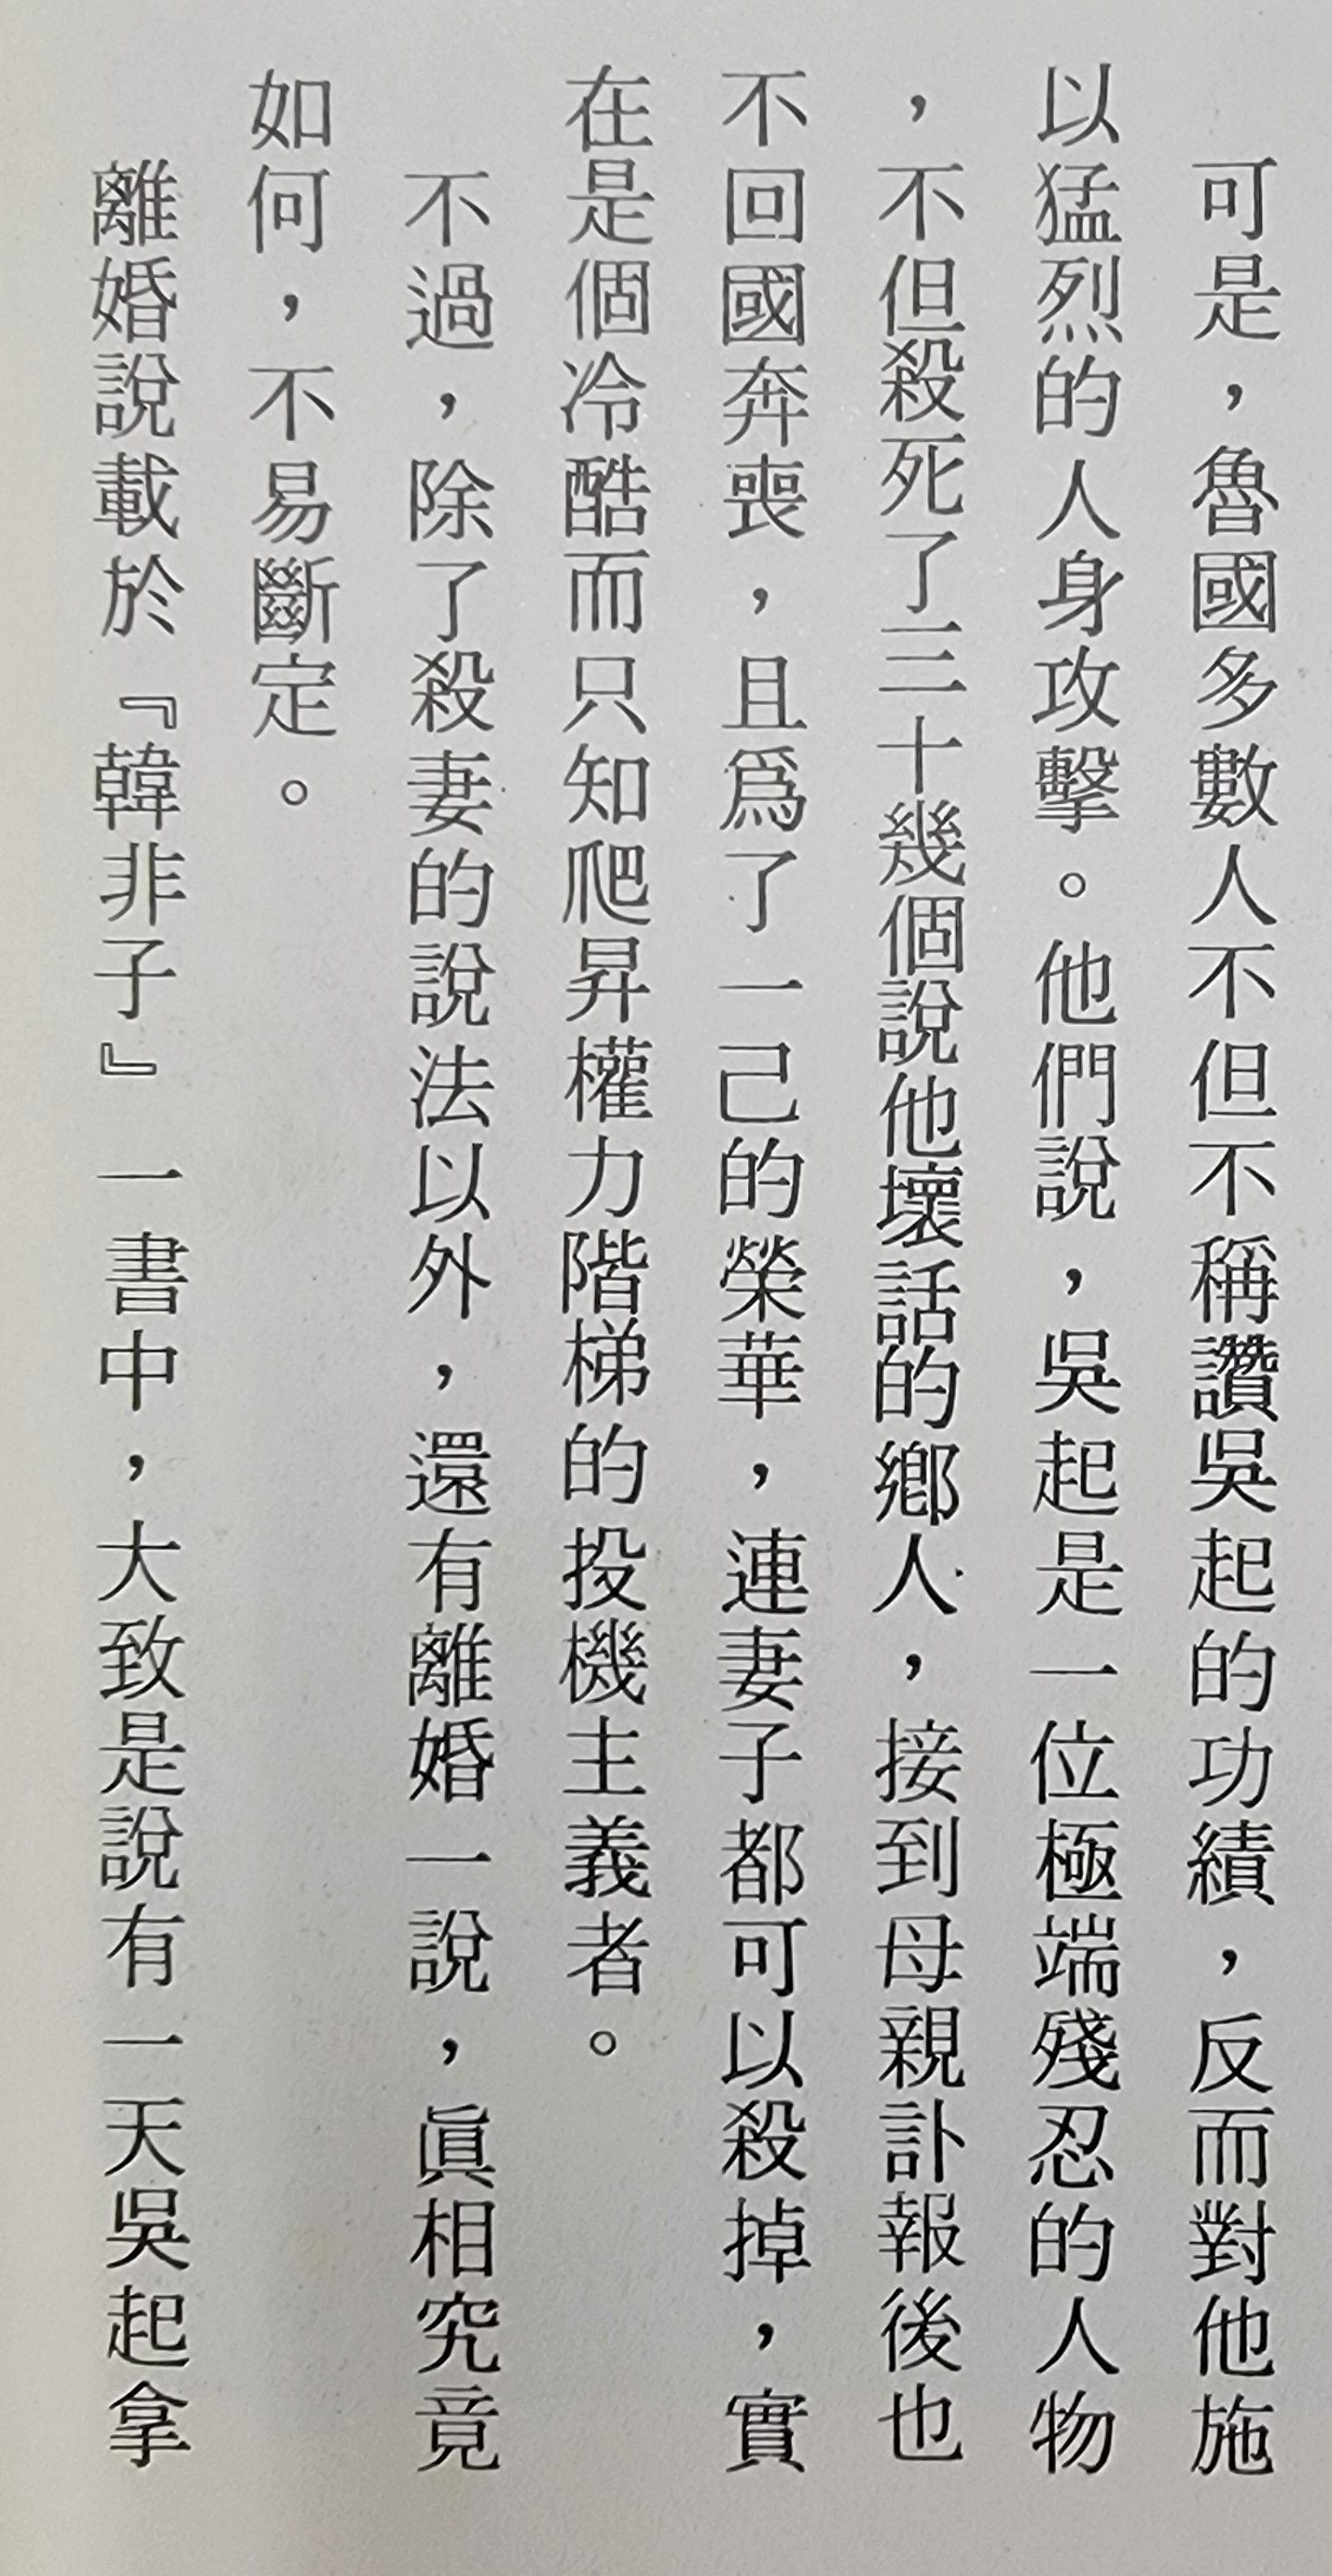 可是，魯國多數人不但不稱讚吳起的功績，反而對他施
以猛烈的人身攻擊。他們說，吳起是一位極端殘忍的人物
，不但殺死了三十幾個說他壞話的鄉人，接到母親訃報後也
不回國奔喪，且爲了一己的榮華，連妻子都可以殺掉，實
在是個冷酷而只知爬昇權力階梯的投機主義者。
不過，除了殺妻的說法以外，還有離婚一說，眞相究竟
如何，不易斷定。
離婚說載於『韓非子』一書中，大致是說有一天吳起拿